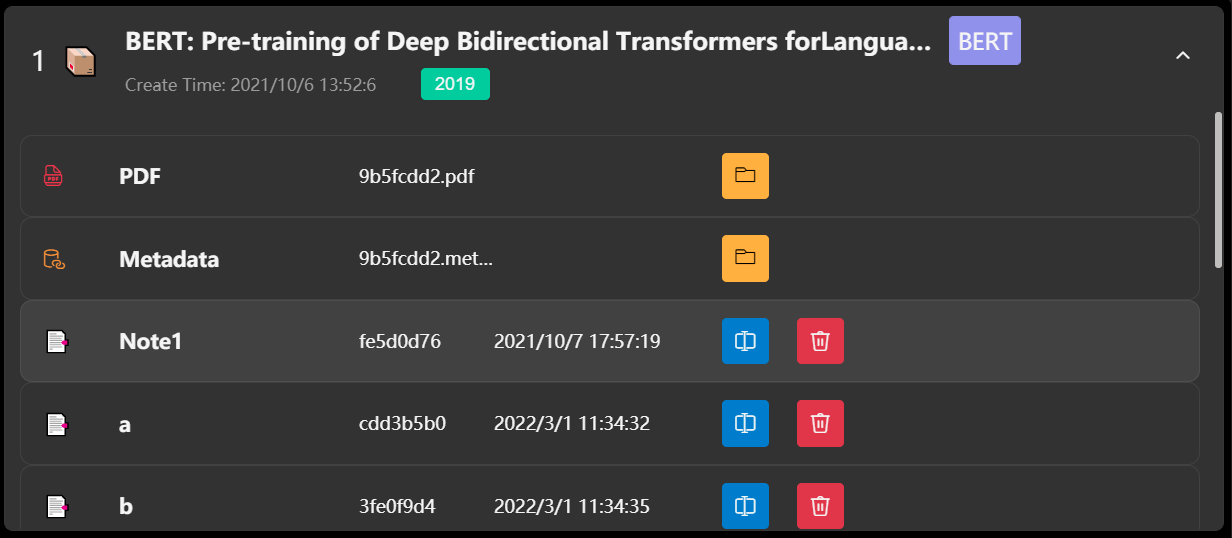 1 BERT: Pre-training of Deep Bidirectional Transformers forLangua... BERT
Create Time: 2021/10/6 13:52:6 2019
PDF 9b5fcdd2.pdf
Metadata 9b5fcdd2.met...
Note1 fe5d0d76 2021/10/7 17:57:19
a cdd3b5b0 2022/3/1 11:34:32
b 3fe0f9d4 2022/3/1 11:34:35